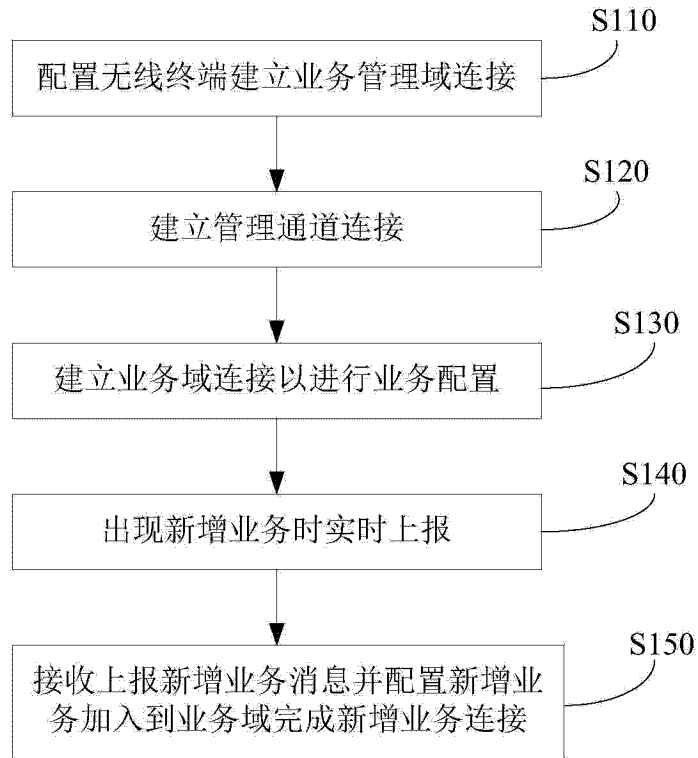 S110
配置无线终端建立业务管理域连接
S120
建立管理通道连接
S130
建立业务域连接以进行业务配置
S140
出现新增业务时实时上报
S150
接收上报新增业务消息并配置新增业
务加入到业务域完成新增业务连接